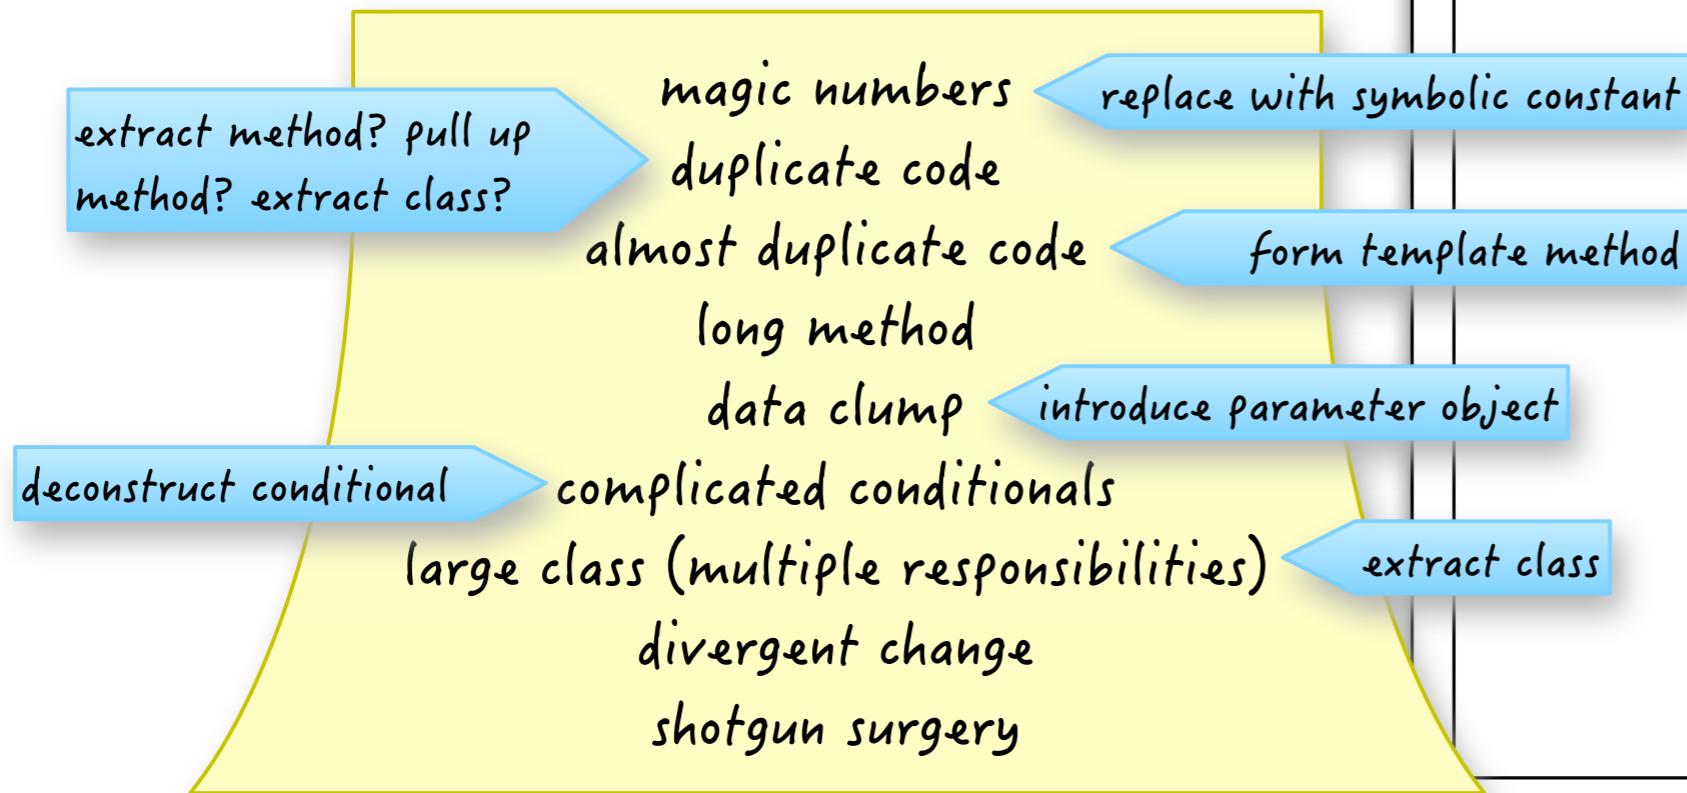 magic numbers
replace with symbolic constant
extract method? pull up
method? extract class?
duplicate code
almost duplicate code
form template method
long method
data clump
introduce parameter object
deconstruct conditional
complicated conditionals
large class (multiple responsibilities)
extract class
divergent change
shotgun surgery